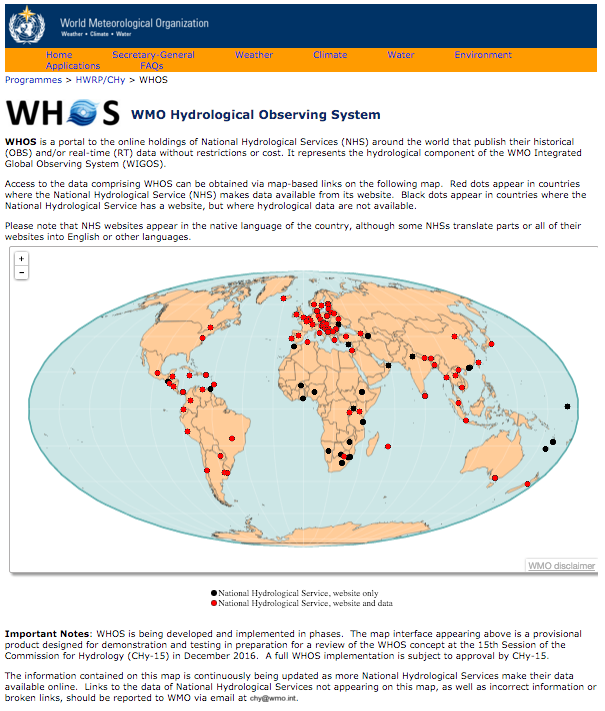 World Meteorological Organization
Weather • Climate • Water
Home Secretary-General Weather Climate Water Environment
Applications FAQs
Programmes > HWRP/CHy > WHOS
WHOS WMO Hydrological Observing System
WHOS is a portal to the online holdings of National Hydrological Services (NHS) around the world that publish their historical
(OBS) and/or real-time (RT) data without restrictions or cost. It represents the hydrological component of the WMO Integrated
Global Observing System (WIGOS).
Access to the data comprising WHOS can be obtained via map-based links on the following map. Red dots appear in countries
where the National Hydrological Service (NHS) makes data available from its website. Black dots appear in countries where the
National Hydrological Service has a website, but where hydrological data are not available.
Please note that NHS websites appear in the native language of the country, although some NHSs translate parts or all of their
websites into English or other languages.
+
−
WMO disclaimer
National Hydrological Service, website only
National Hydrological Service, website and data
Important Notes: WHOS is being developed and implemented in phases. The map interface appearing above is a provisional
product designed for demonstration and testing in preparation for a review of the WHOS concept at the 15th Session of the
Commission for Hydrology (CHy-15) in December 2016. A full WHOS implementation is subject to approval by CHy-15.
The information contained on this map is continuously being updated as more National Hydrological Services make their data
available online. Links to the data of National Hydrological Services not appearing on this map, as well as incorrect information or
broken links, should be reported to WMO via email at chy@wmo.int.